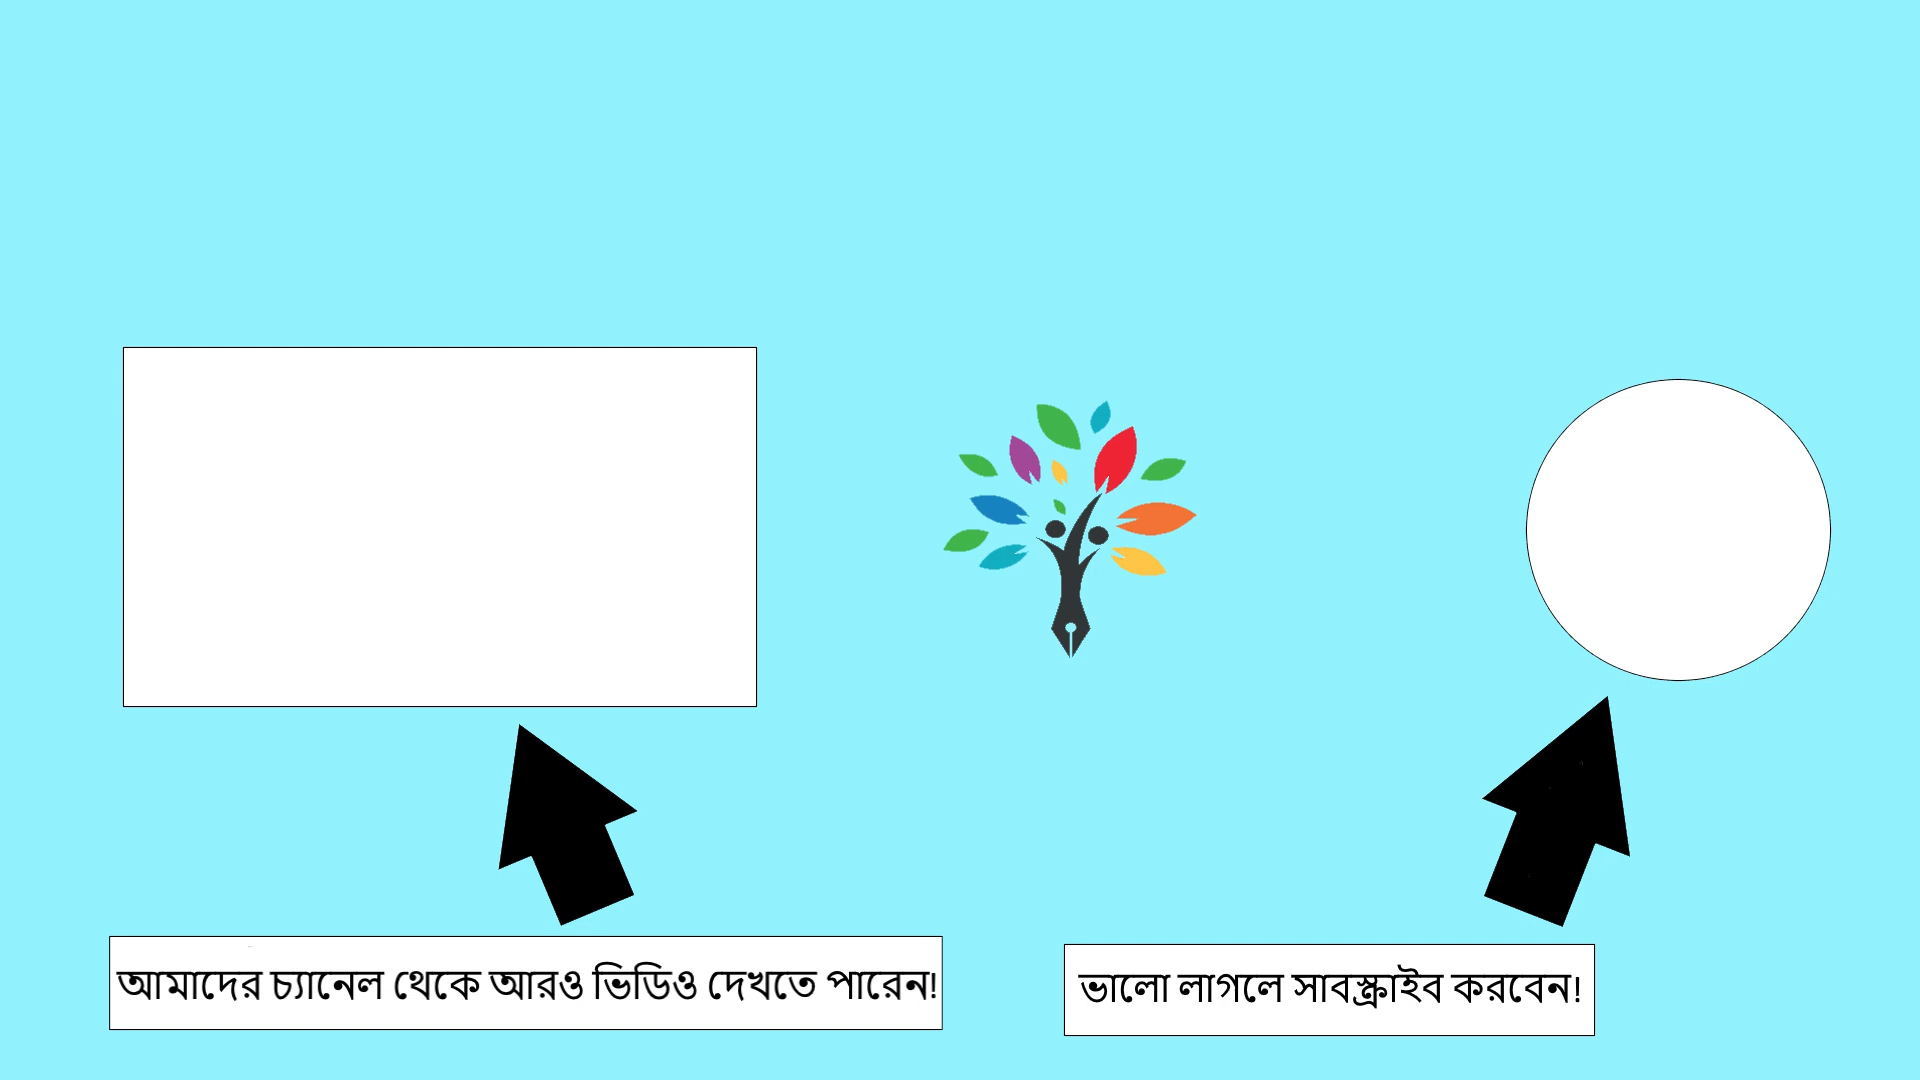 আমাদের চ্যানেল থেকে আরও ভিডিও দেখতে পারেন!
ভালো লাগলে সাবস্ক্রাইব করবেন!